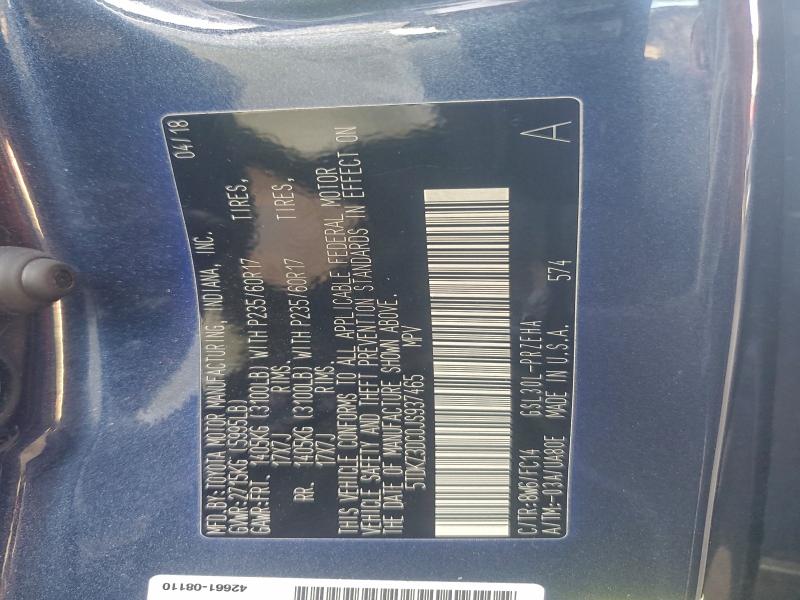 04/18
MFD.BY:TOYOTA MOTOR MANUFACTURING, INDIANA, INC.
GVWR:2715KG (5995LB)
GAWR-FRT. 1405KG (3100LB) WITH P235/60R17 TIRES,
17X7J RIMS,
RR. 1405KG (3100LB) WITH P235/60R17 TIRES,
17X7J RIMS,
THIS VEHICLE CONFORMS TO ALL APPLICABLE FEDERAL MOTOR
VEHICLE SAFETY AND THEFT PREVENTION STANDARDS IN EFFECT ON
THE DATE OF MANUFACTURE SHOWN ABOVE.
5TDKZ3DC0JS937465 MPV
C/TR:8W6/FC14 GSL30L-PRZEHA
A/TM:-03A/UA80E MADE IN U.S.A. 574 A
42661-08110